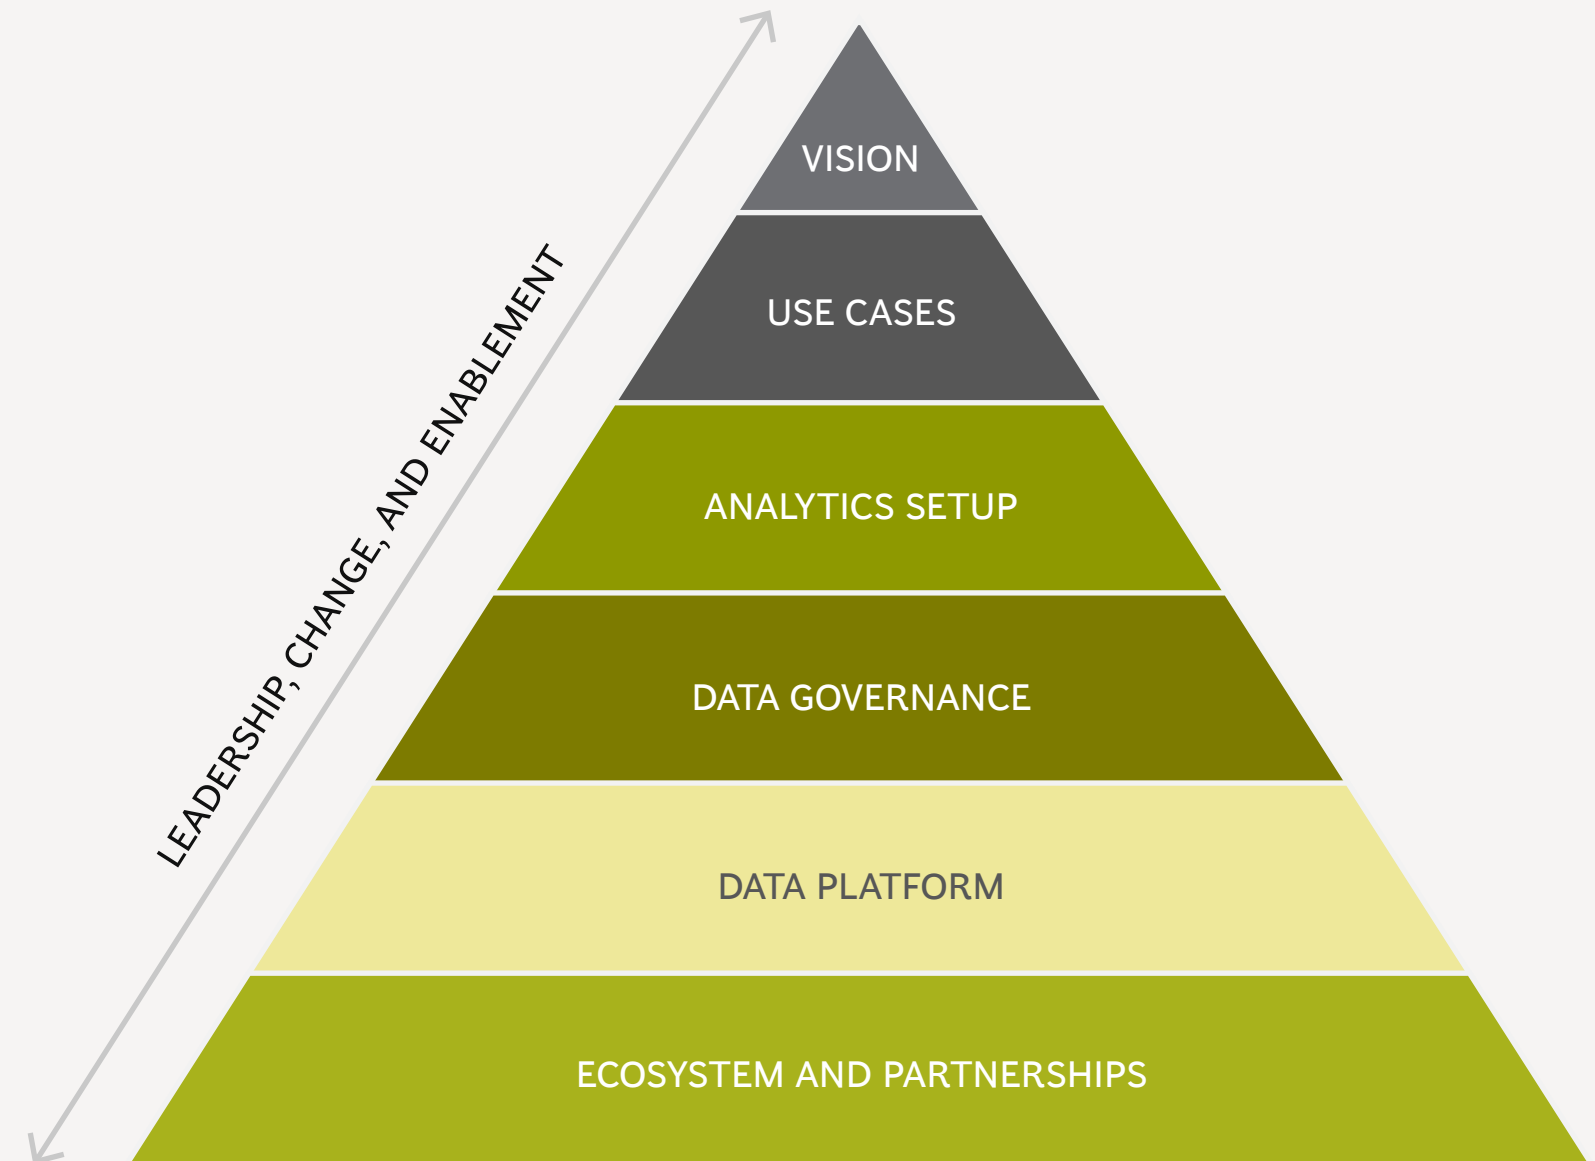 VISION
USE CASES
LEADERSHIP, CHANGE, AND ENABLEMENT
ANALYTICS SETUP
DATA GOVERNANCE
DATA PLATFORM
ECOSYSTEM AND PARTNERSHIPS